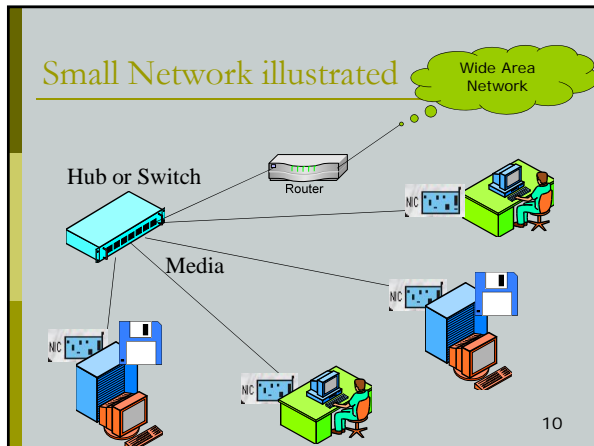 Small Network illustrated
Wide Area
Network
Router
Hub or Switch
NIC
Media
NIC
NIC
NIC
10